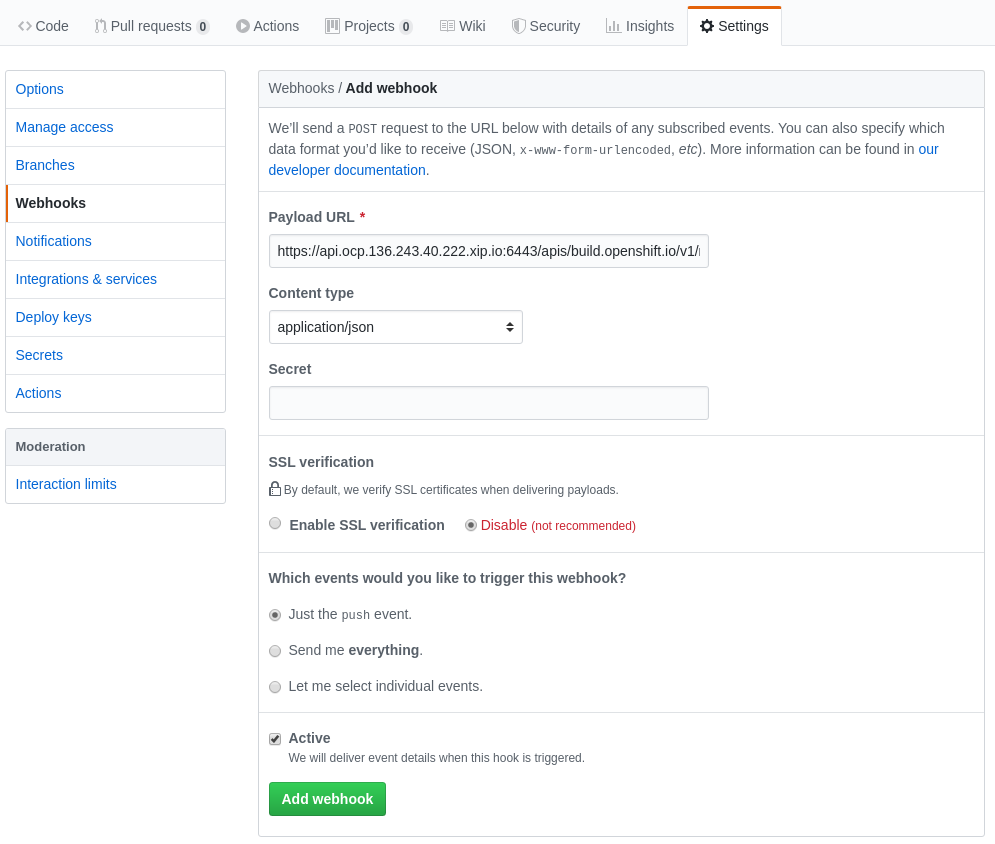 Code Pull requests 0 Actions Projects 0 Wiki Security Insights Settings
Options
Manage access
Branches
Webhooks
Notifications
Integrations & services
Deploy keys
Secrets
Actions
Moderation
Interaction limits
Webhooks / Add webhook
We'll send a POST request to the URL below with details of any subscribed events. You can also specify which
data format you'd like to receive (JSON, x-www-form-urlencoded, etc). More information can be found in our
developer documentation.
Payload URL *
https://api.ocp.136.243.40.222.xip.io:6443/apis/build.openshift.io/v1/
Content type
application/json
Secret
SSL verification
By default, we verify SSL certificates when delivering payloads.
Enable SSL verification Disable (not recommended)
Which events would you like to trigger this webhook?
Just the push event.
Send me everything.
Let me select individual events.
Active
We will deliver event details when this hook is triggered.
Add webhook